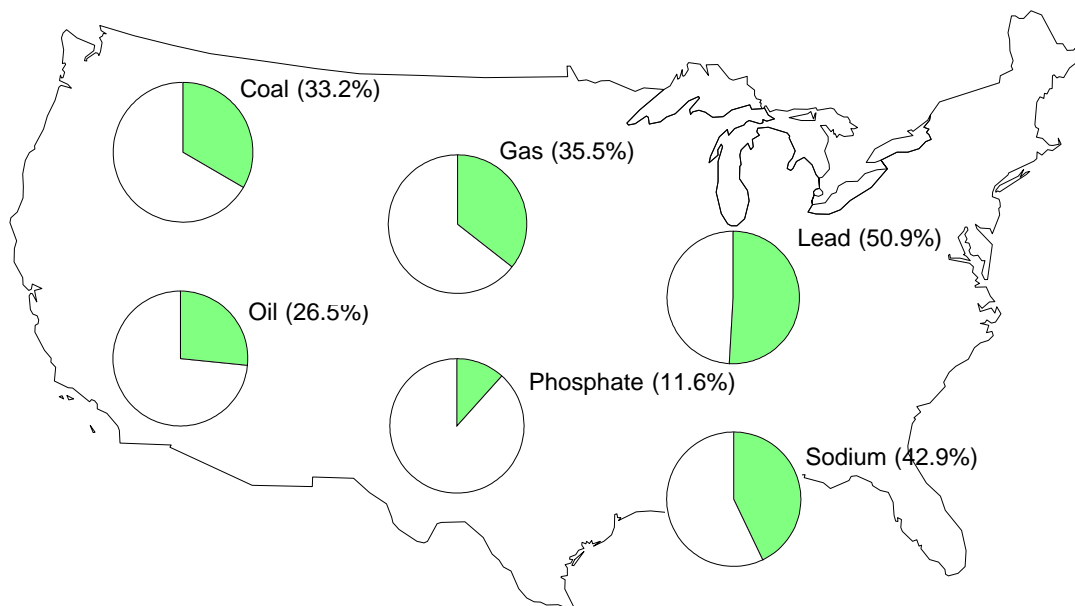 Coal (33.2%)
Gas (35.5%)
Lead (50.9%)
Oil (26.5%)
Phosphate (11.6%)
Sodium (42.9%)